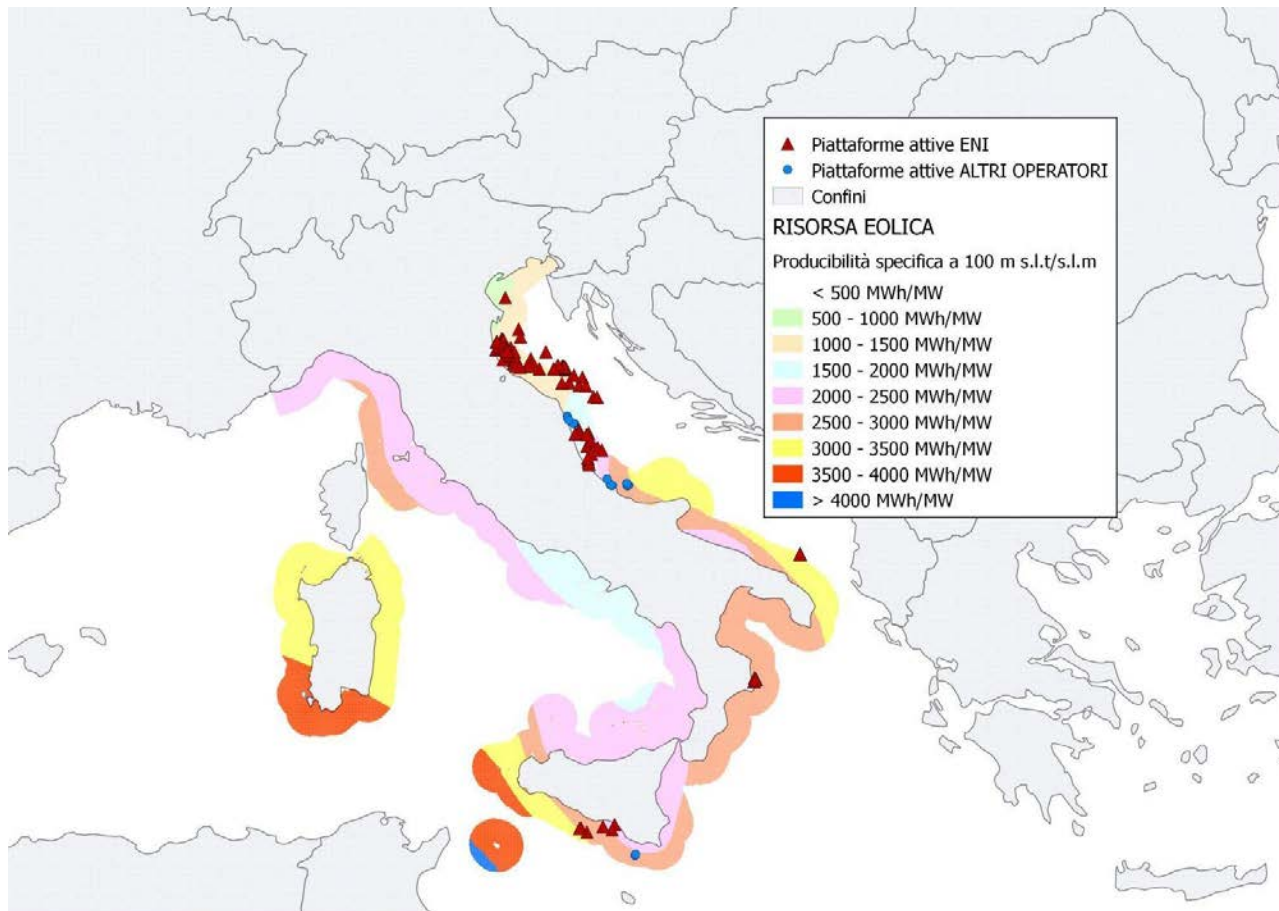 Piattaforme attive ENI
Piattaforme attive ALTRI OPERATORI
Confini
RISORSA EOLICA
Producibilità specifica a 100 m s.l.t/s.l.m
< 500 MWh/MW
500 - 1000 MWh/MW
1000 - 1500 MWh/MW
1500 - 2000 MWh/MW
2000 - 2500 MWh/MW
2500 - 3000 MWh/MW
3000 - 3500 MWh/MW
3500 - 4000 MWh/MW
> 4000 MWh/MW